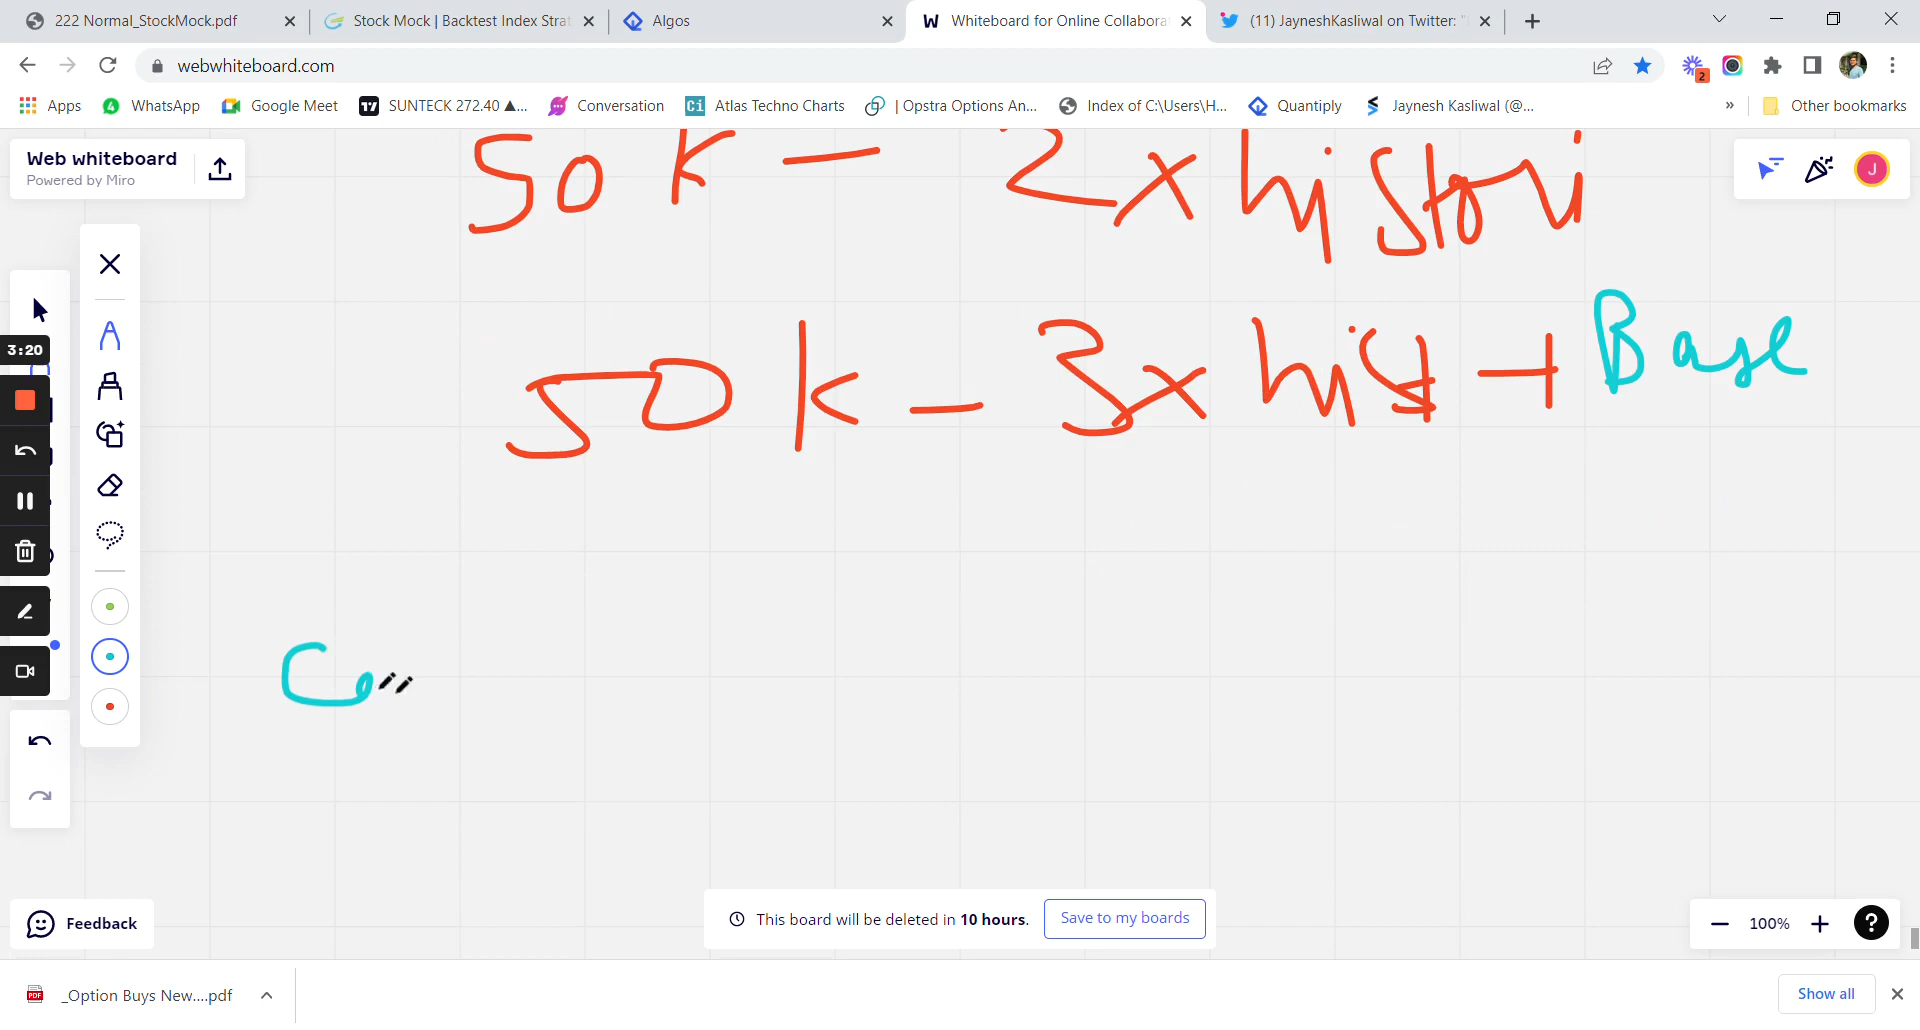 222 Normal_StockMock.pdf
Stock Mock | Backtest Index Strat
Algos
Whiteboard for Online Collabora
(11) JayneshKasliwal on Twitter: "
webwhiteboard.com
2
Apps
WhatsApp
Google Meet
SUNTECK 272.40 ▲...
Conversation
Atlas Techno Charts
| Opstra Options An...
Index of C:\Users\H...
Quantiply
Jaynesh Kasliwal (@...
»
Other bookmarks
Web whiteboard
Powered by Miro
J
50 K — 2x histori
3:20
50 K — 3x hist + Base
Co
Feedback
This board will be deleted in 10 hours.
Save to my boards
100%
_Option Buys New....pdf
Show all